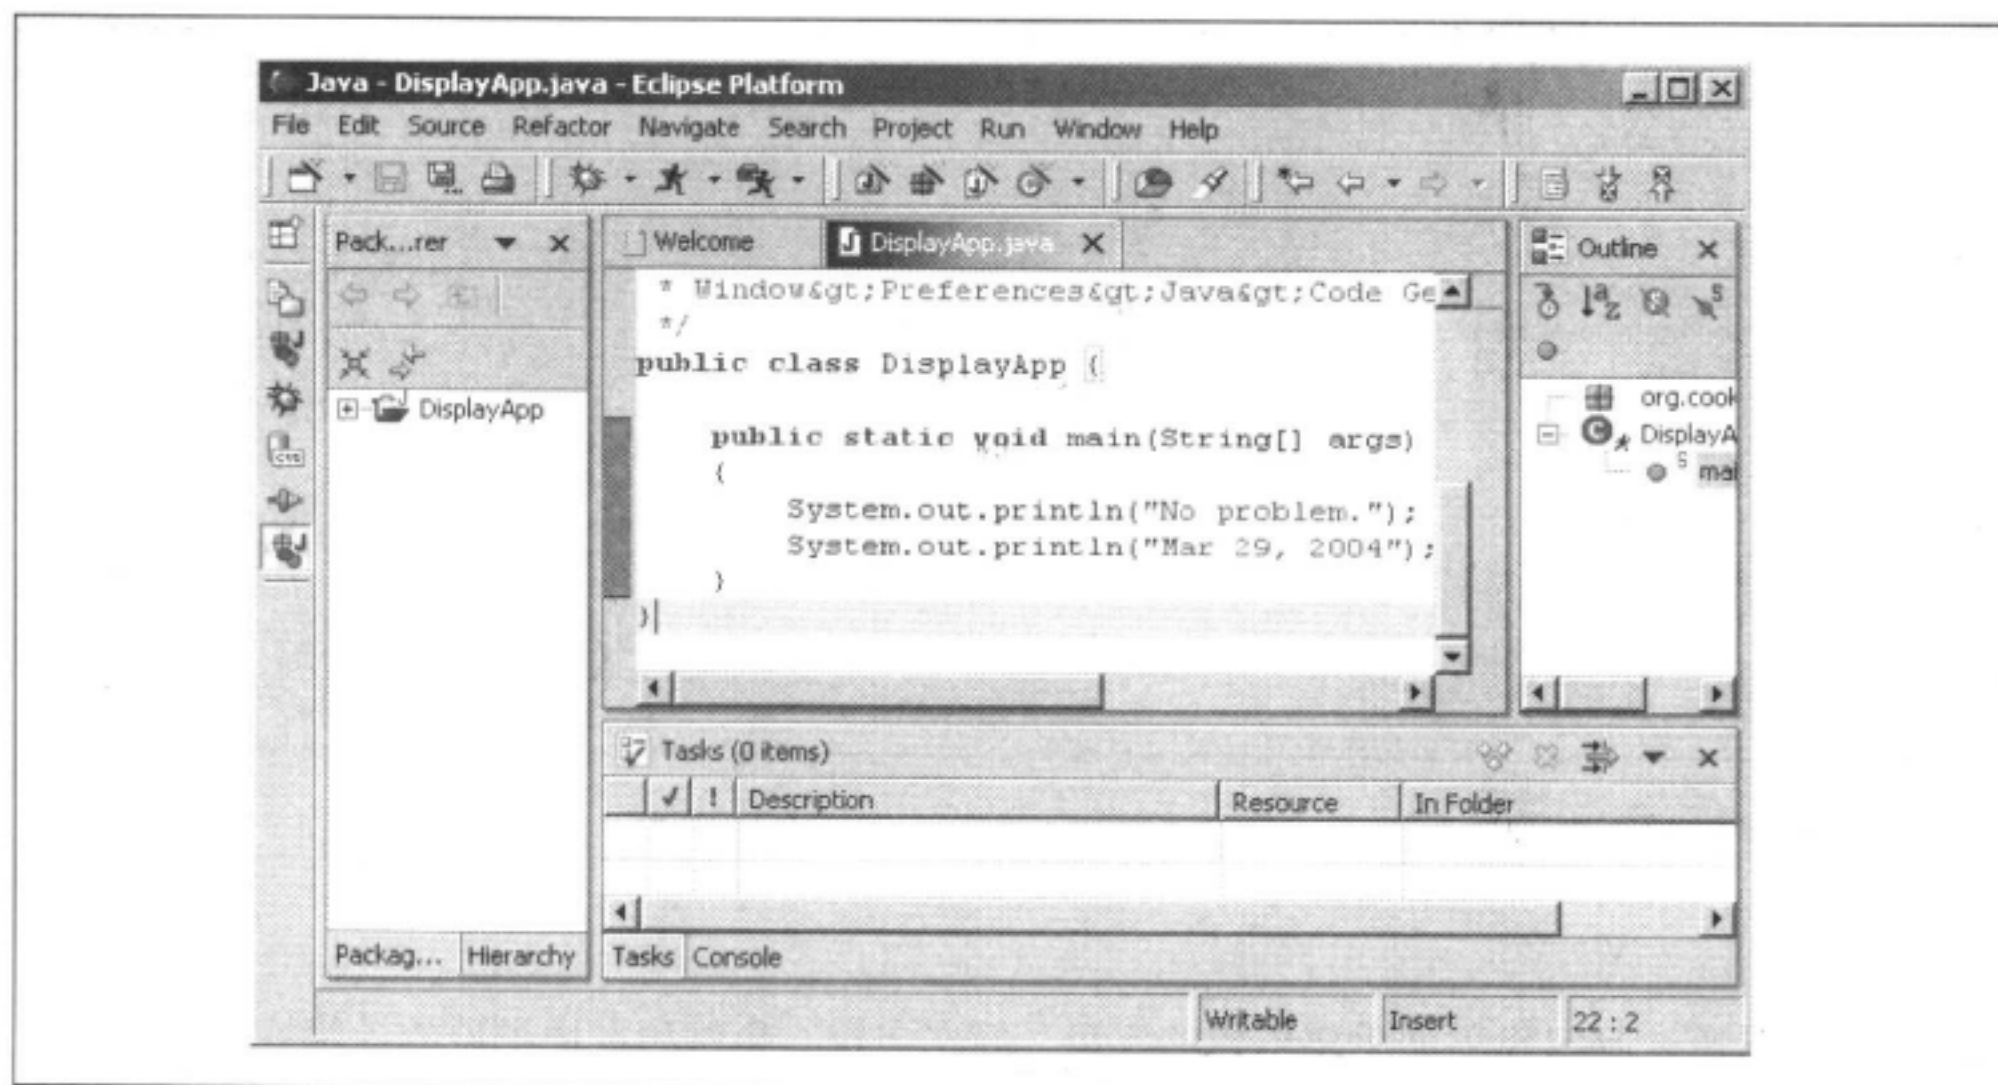 Java - DisplayApp.java - Eclipse Platform
File Edit Source Refactor Navigate Search Project Run Window Help
Pack...rer
Welcome
DisplayApp.java
Outline
* Window&gt;Preferences&gt;Java&gt;Code Ge
*/
public class DisplayApp {
public static void main(String[] args)
{
System.out.println("No problem.");
System.out.println("Mar 29, 2004");
}
}
DisplayApp
org.cook
DisplayA
S mai
Tasks (0 items)
! Description Resource In Folder
Packag... Hierarchy
Tasks Console
Writable Insert 22 : 2